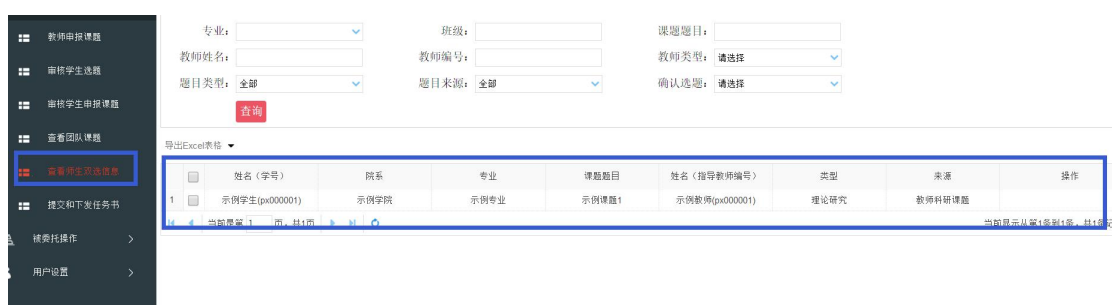 教师申报课题
审核学生选题
审核学生申报课题
查看团队课题
查看师生双选信息
提交和下发任务书
被委托操作
用户设置
专业： 班级： 课题题目：
教师姓名： 教师编号： 教师类型： 请选择
题目类型： 全部 题目来源： 全部 确认选题： 请选择
查询
导出Excel表格
姓名（学号） 院系 专业 课题题目 姓名（指导教师编号） 类型 来源 操作
1 示例学生(px000001) 示例学院 示例专业 示例课题1 示例教师(px000001) 理论研究 教师科研课题
当前是第 1 页，共1页 当前显示从第1条到1条，共1条记